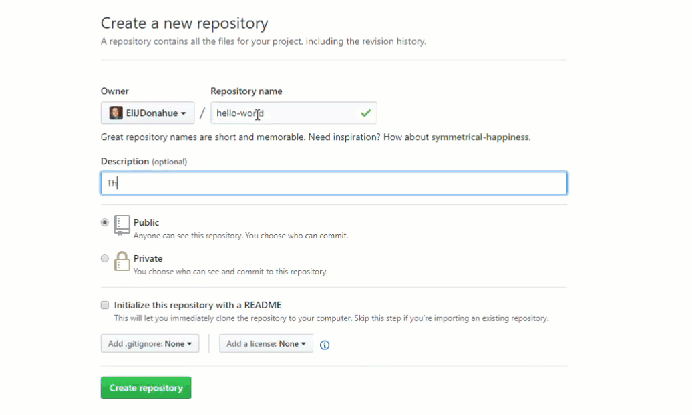 Create a new repository
A repository contains all the files for your project, including the revision history.
Owner Repository name
EliJDonahue / hello-world
Great repository names are short and memorable. Need inspiration? How about symmetrical-happiness.
Description (optional)
TH
Public
Anyone can see this repository. You choose who can commit.
Private
You choose who can see and commit to this repository.
Initialize this repository with a README
This will let you immediately clone the repository to your computer. Skip this step if you're importing an existing repository.
Add .gitignore: None Add a license: None
Create repository